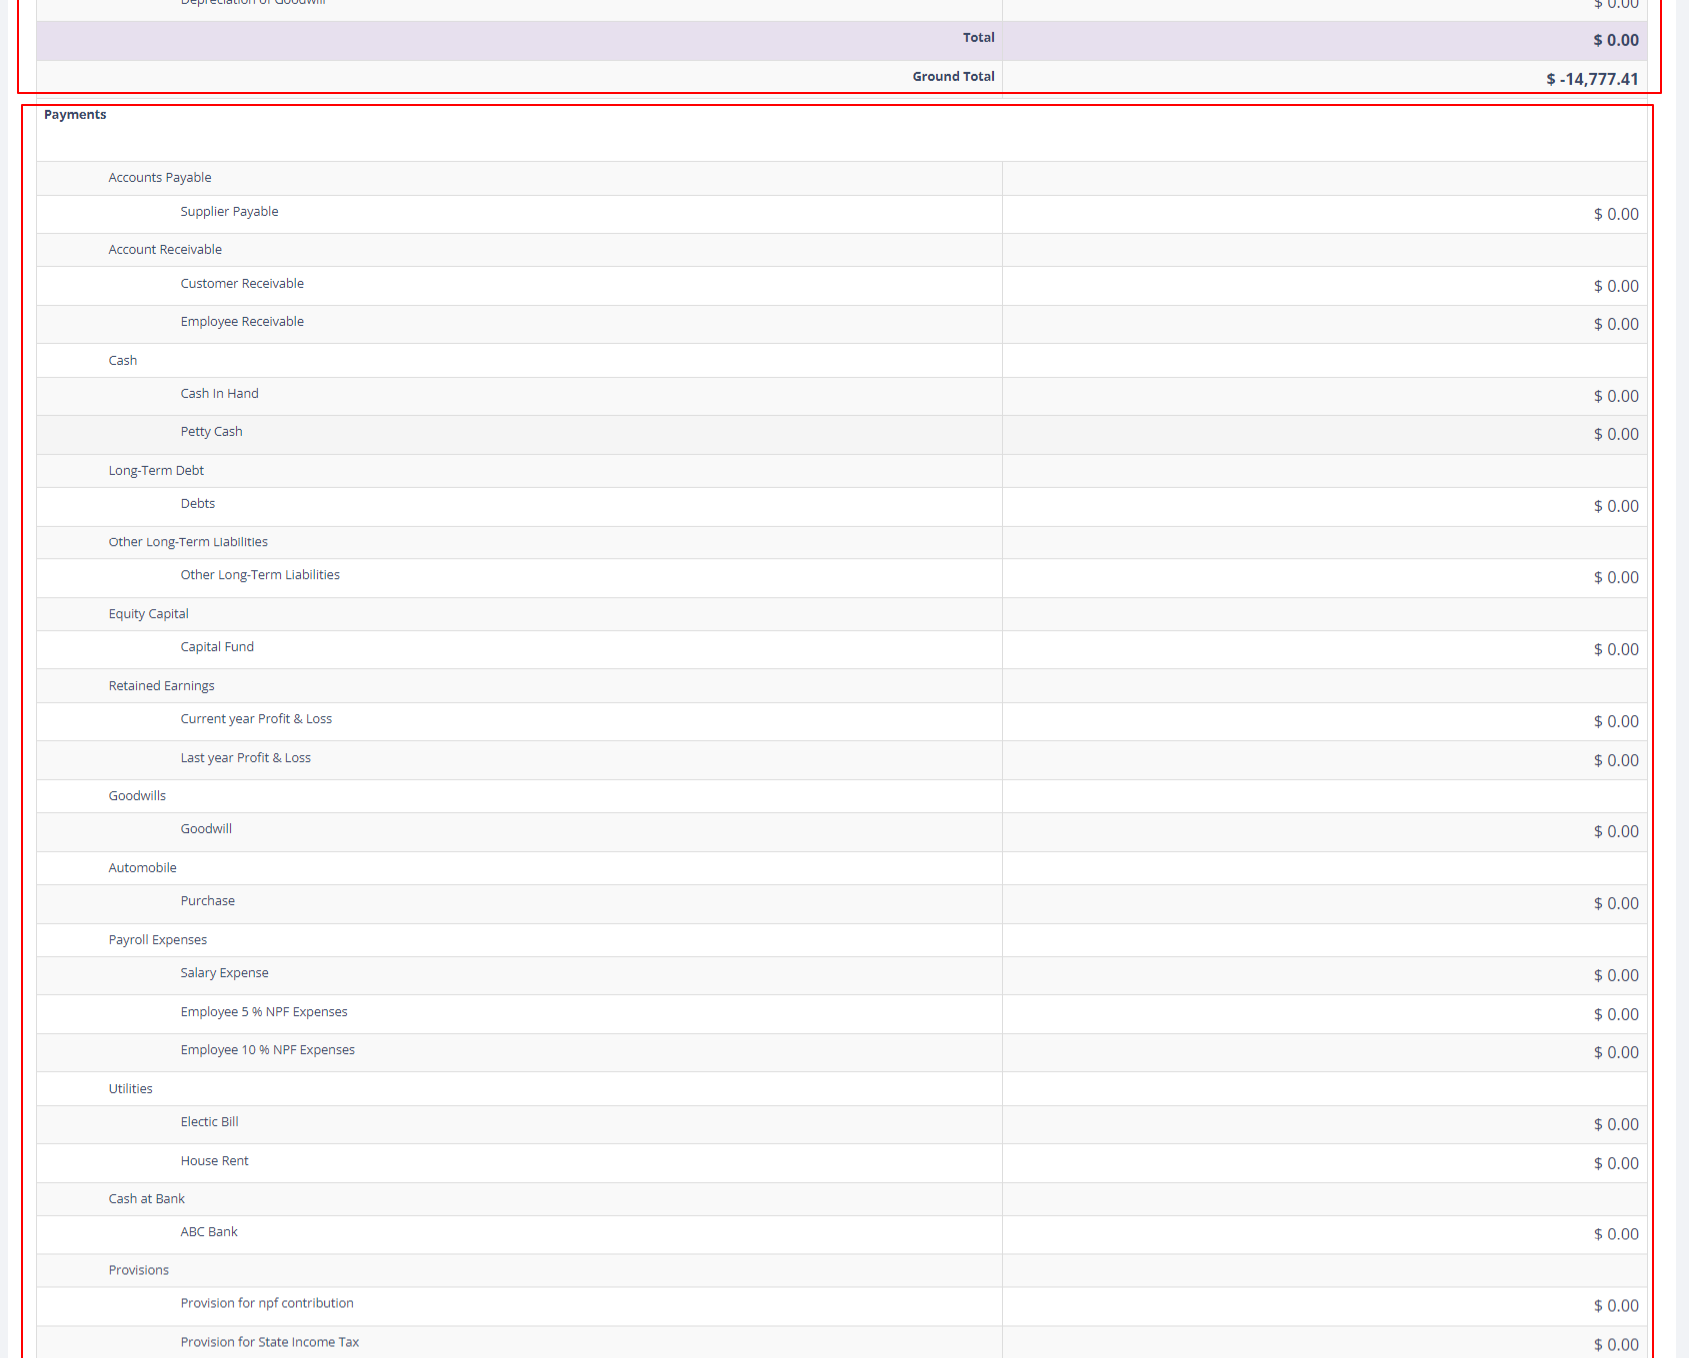 Depreciation of Goodwill $ 0.00
Total $ 0.00
Ground Total $ -14,777.41
Payments
Accounts Payable
Supplier Payable $ 0.00
Account Receivable
Customer Receivable $ 0.00
Employee Receivable $ 0.00
Cash
Cash In Hand $ 0.00
Petty Cash $ 0.00
Long-Term Debt
Debts $ 0.00
Other Long-Term Liabilities
Other Long-Term Liabilities $ 0.00
Equity Capital
Capital Fund $ 0.00
Retained Earnings
Current year Profit & Loss $ 0.00
Last year Profit & Loss $ 0.00
Goodwills
Goodwill $ 0.00
Automobile
Purchase $ 0.00
Payroll Expenses
Salary Expense $ 0.00
Employee 5 % NPF Expenses $ 0.00
Employee 10 % NPF Expenses $ 0.00
Utilities
Electic Bill $ 0.00
House Rent $ 0.00
Cash at Bank
ABC Bank $ 0.00
Provisions
Provision for npf contribution $ 0.00
Provision for State Income Tax $ 0.00